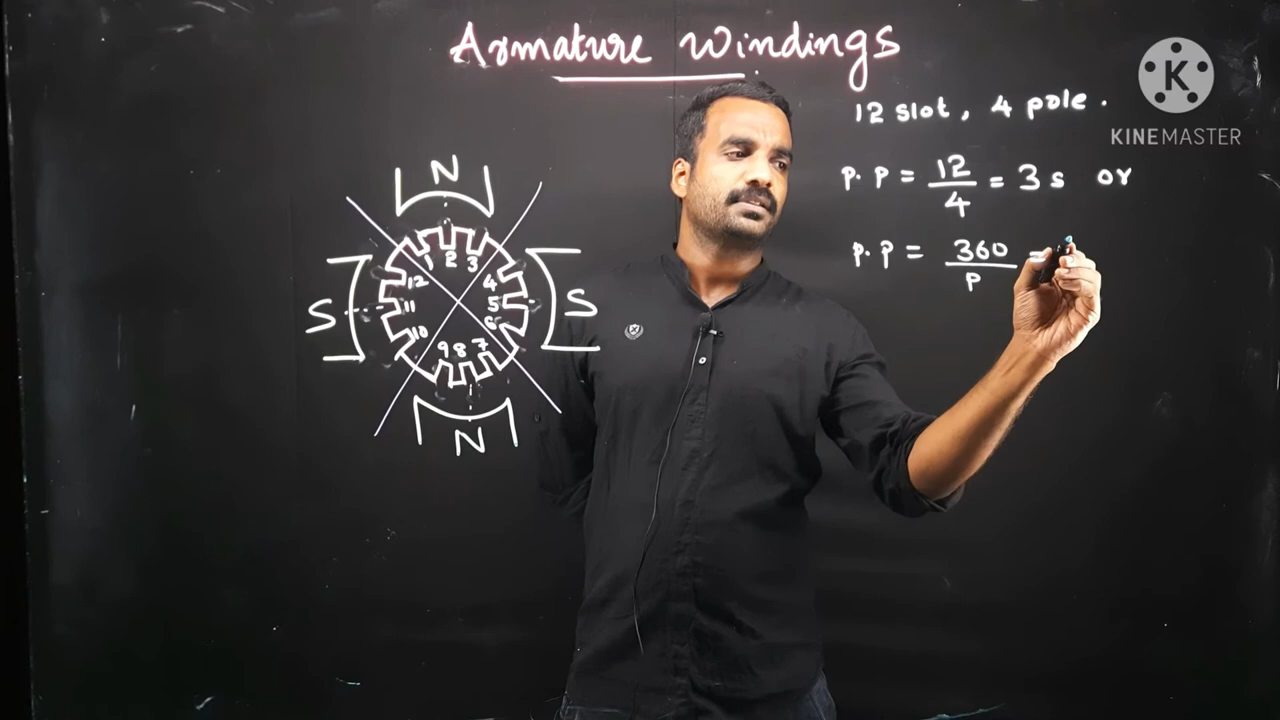 Armature Windings
12 slot, 4 pole.
K
KINEMASTER
P.P = 12/4 = 3s or
P.P = 360/P =
N
S
S
N
1 2 3 4 5 6 7 8 9 10 11 12